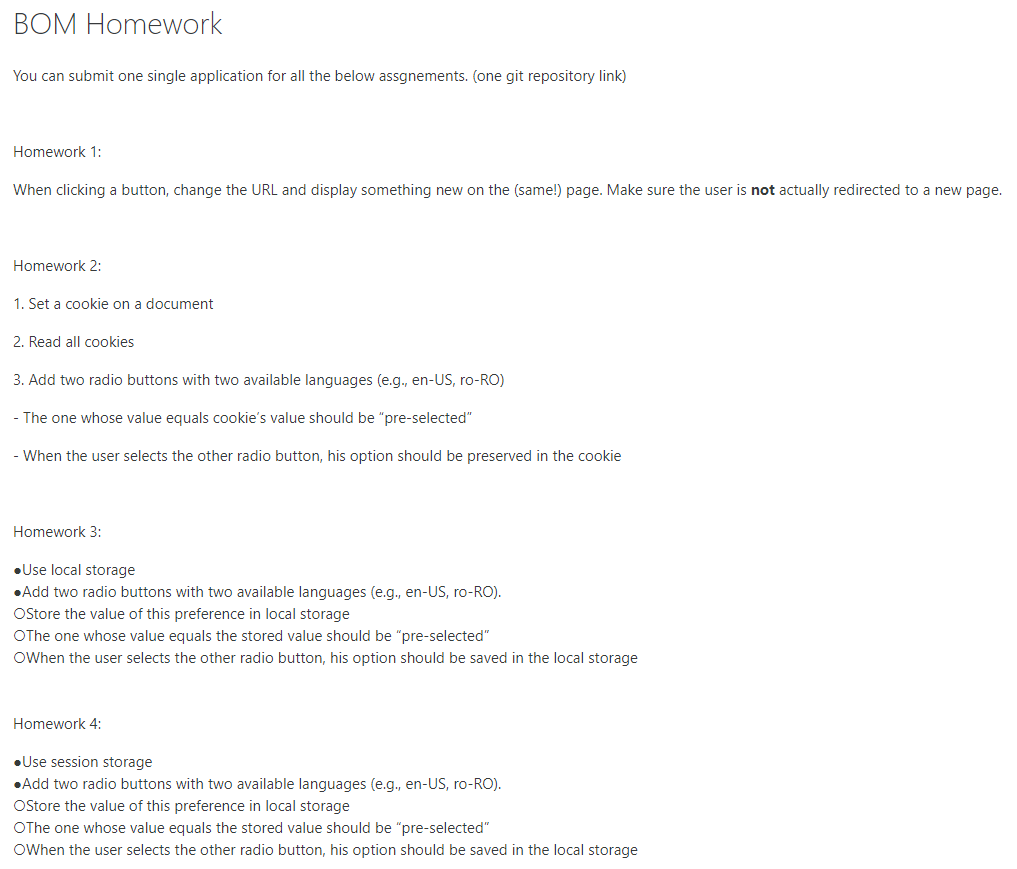 BOM Homework
You can submit one single application for all the below assgnements. (one git repository link)
Homework 1:
When clicking a button, change the URL and display something new on the (same!) page. Make sure the user is not actually redirected to a new page.
Homework 2:
1. Set a cookie on a document
2. Read all cookies
3. Add two radio buttons with two available languages (e.g., en-US, ro-RO)
- The one whose value equals cookie’s value should be “pre-selected”
- When the user selects the other radio button, his option should be preserved in the cookie
Homework 3:
●Use local storage
●Add two radio buttons with two available languages (e.g., en-US, ro-RO).
○Store the value of this preference in local storage
○The one whose value equals the stored value should be “pre-selected”
○When the user selects the other radio button, his option should be saved in the local storage
Homework 4:
●Use session storage
●Add two radio buttons with two available languages (e.g., en-US, ro-RO).
○Store the value of this preference in local storage
○The one whose value equals the stored value should be “pre-selected”
○When the user selects the other radio button, his option should be saved in the local storage